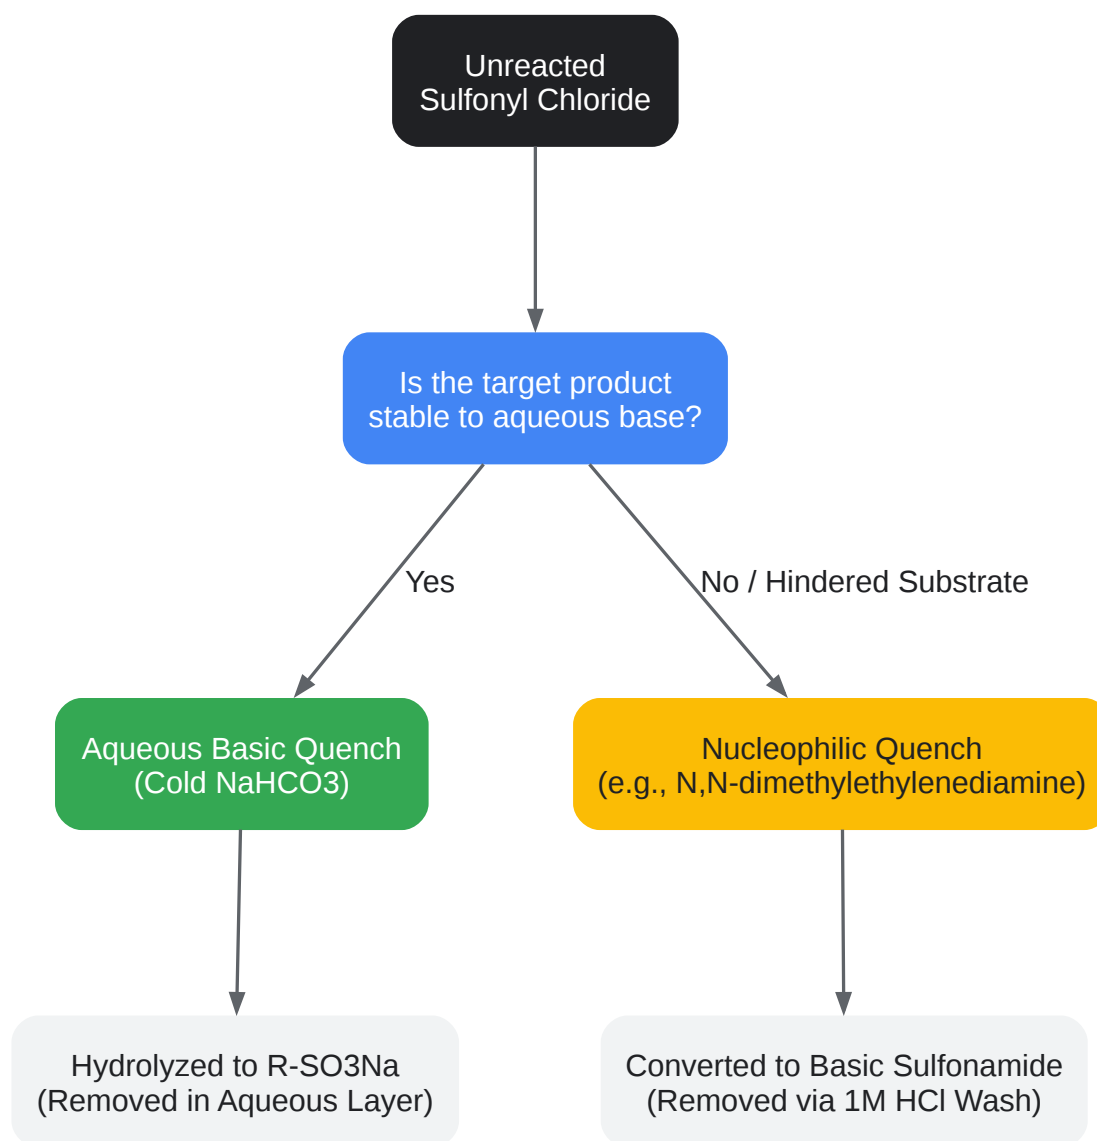 Unreacted
Sulfonyl Chloride
Is the target product
stable to aqueous base?
Yes
No / Hindered Substrate
Aqueous Basic Quench
(Cold NaHCO3)
Nucleophilic Quench
(e.g., N,N-dimethylethylenediamine)
Hydrolyzed to R-SO3Na
(Removed in Aqueous Layer)
Converted to Basic Sulfonamide
(Removed via 1M HCl Wash)